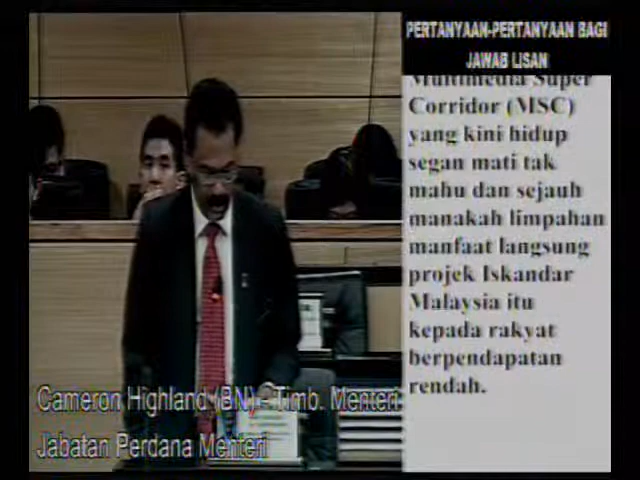 PERTANYAAN-PERTANYAAN BAGI
JAWAB LISAN
Multimedia Super
Corridor (MSC)
yang kini hidup
segan mati tak
mahu dan sejauh
manakah limpahan
manfaat langsung
projek Iskandar
Malaysia itu
kepada rakyat
berpendapatan
rendah.
Cameron Highland (BN) - Timb. Menteri
Jabatan Perdana Menteri